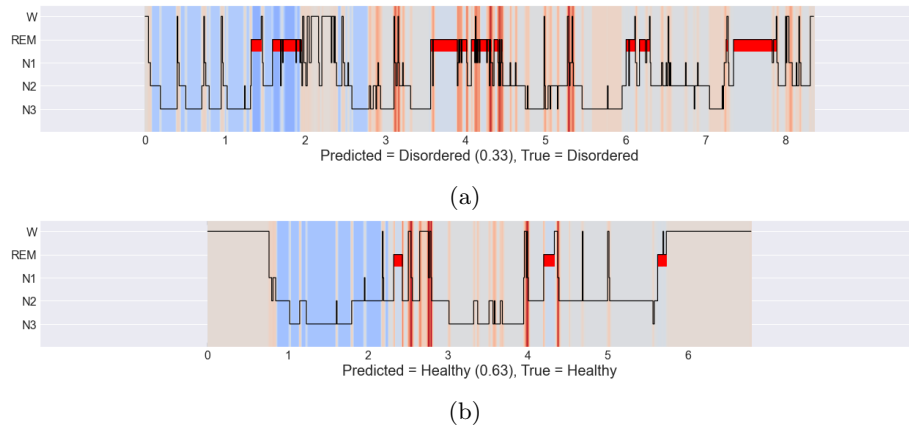 W
REM
N1
N2
N3
0 1 2 3 4 5 6 7 8
Predicted = Disordered (0.33), True = Disordered
(a)
W
REM
N1
N2
N3
0 1 2 3 4 5 6
Predicted = Healthy (0.63), True = Healthy
(b)